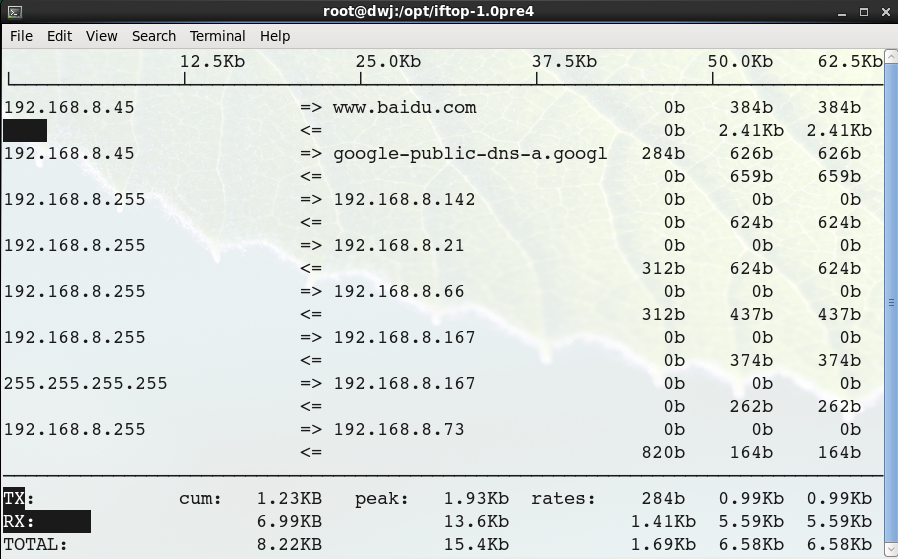 root@dwj:/opt/iftop-1.0pre4
File Edit View Search Terminal Help
12.5Kb 25.0Kb 37.5Kb 50.0Kb 62.5Kb
192.168.8.45 => www.baidu.com 0b 384b 384b
<= 0b 2.41Kb 2.41Kb
192.168.8.45 => google-public-dns-a.googl 284b 626b 626b
<= 0b 659b 659b
192.168.8.255 => 192.168.8.142 0b 0b 0b
<= 0b 624b 624b
192.168.8.255 => 192.168.8.21 0b 0b 0b
<= 312b 624b 624b
192.168.8.255 => 192.168.8.66 0b 0b 0b
<= 312b 437b 437b
192.168.8.255 => 192.168.8.167 0b 0b 0b
<= 0b 374b 374b
255.255.255.255 => 192.168.8.167 0b 0b 0b
<= 0b 262b 262b
192.168.8.255 => 192.168.8.73 0b 0b 0b
<= 820b 164b 164b
TX: cum: 1.23KB peak: 1.93Kb rates: 284b 0.99Kb 0.99Kb
RX: 6.99KB 13.6Kb 1.41Kb 5.59Kb 5.59Kb
TOTAL: 8.22KB 15.4Kb 1.69Kb 6.58Kb 6.58Kb